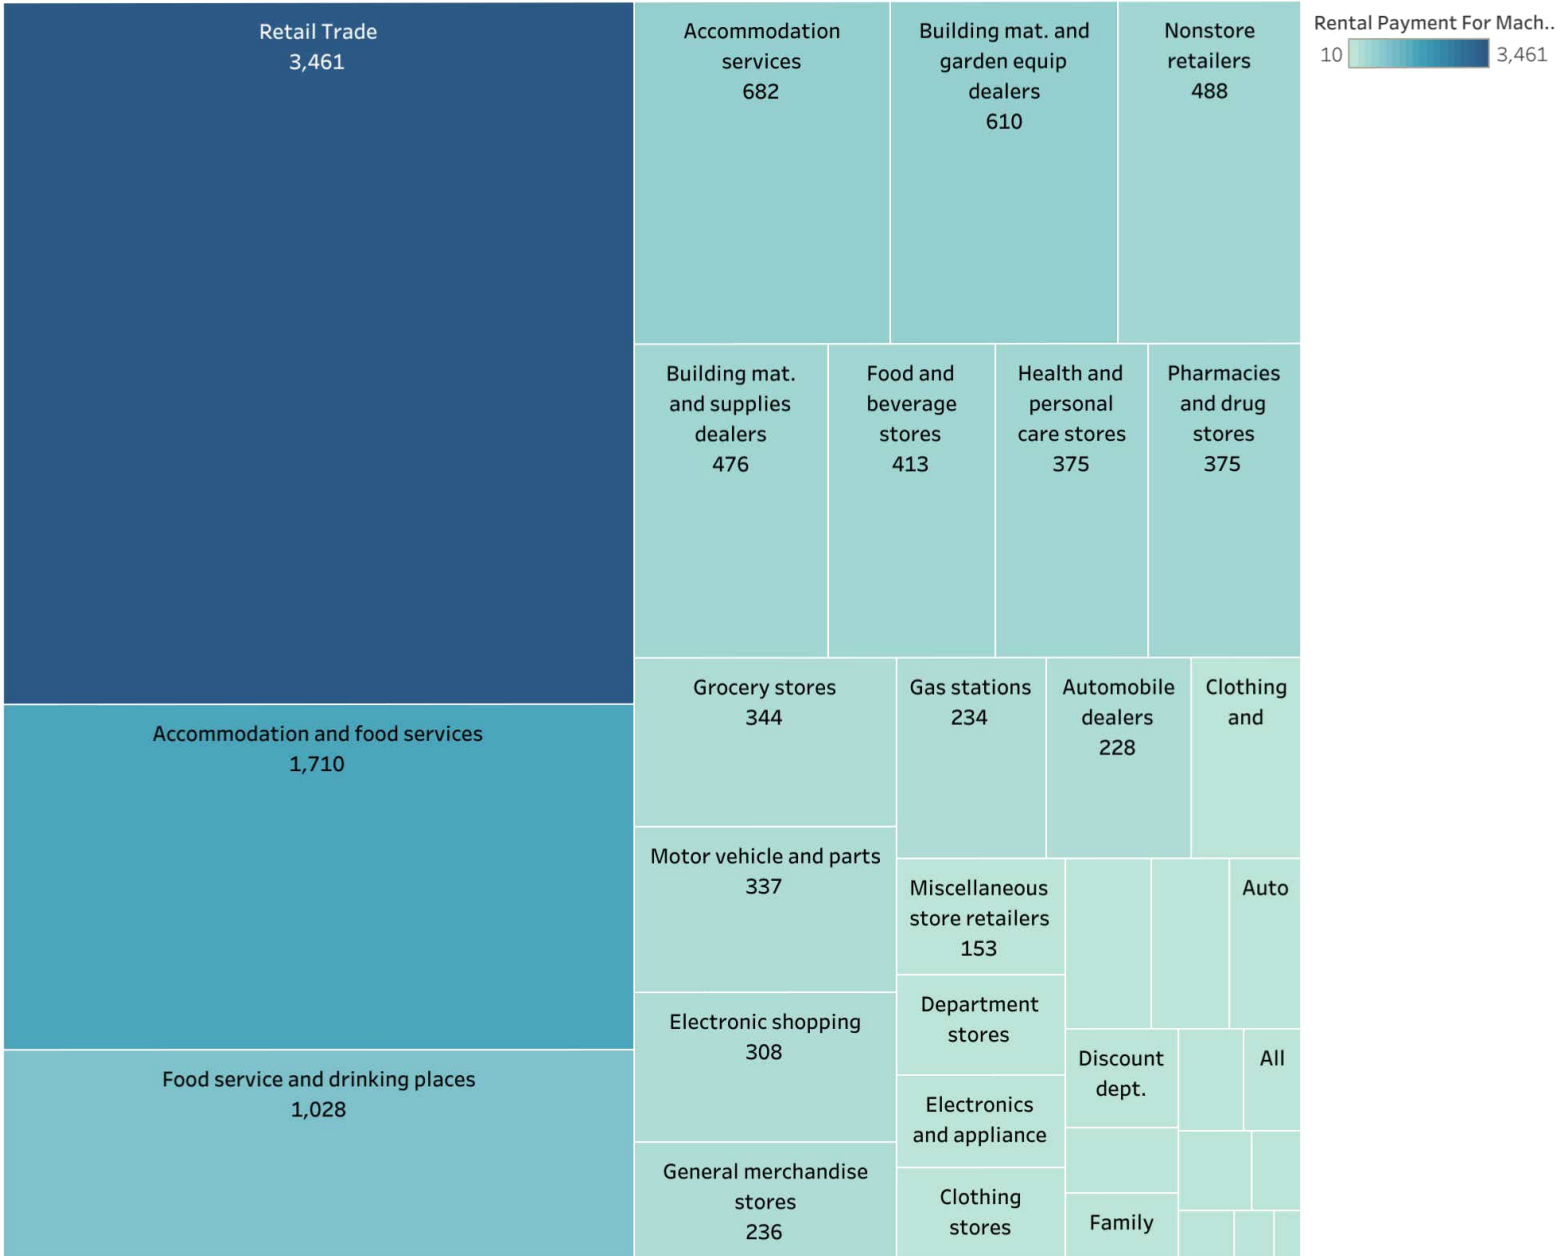 Retail Trade
3,461
Accommodation and food services
1,710
Food service and drinking places
1,028
Accommodation
services
682
Building mat. and
garden equip
dealers
610
Nonstore
retailers
488
Building mat.
and supplies
dealers
476
Food and
beverage
stores
413
Health and
personal
care stores
375
Pharmacies
and drug
stores
375
Grocery stores
344
Motor vehicle and parts
337
Electronic shopping
308
General merchandise
stores
236
Gas stations
234
Automobile
dealers
228
Clothing
and
Miscellaneous
store retailers
153
Department
stores
Electronics
and appliance
Clothing
stores
Auto
Discount
dept.
All
Family
Rental Payment For Mach..
10
3,461